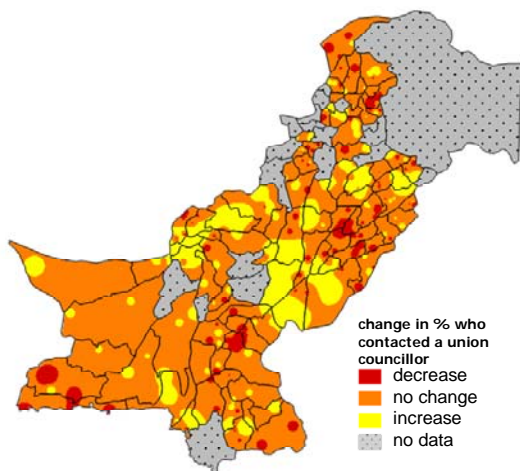 change in % who
contacted a union
councillor
decrease
no change
increase
no data